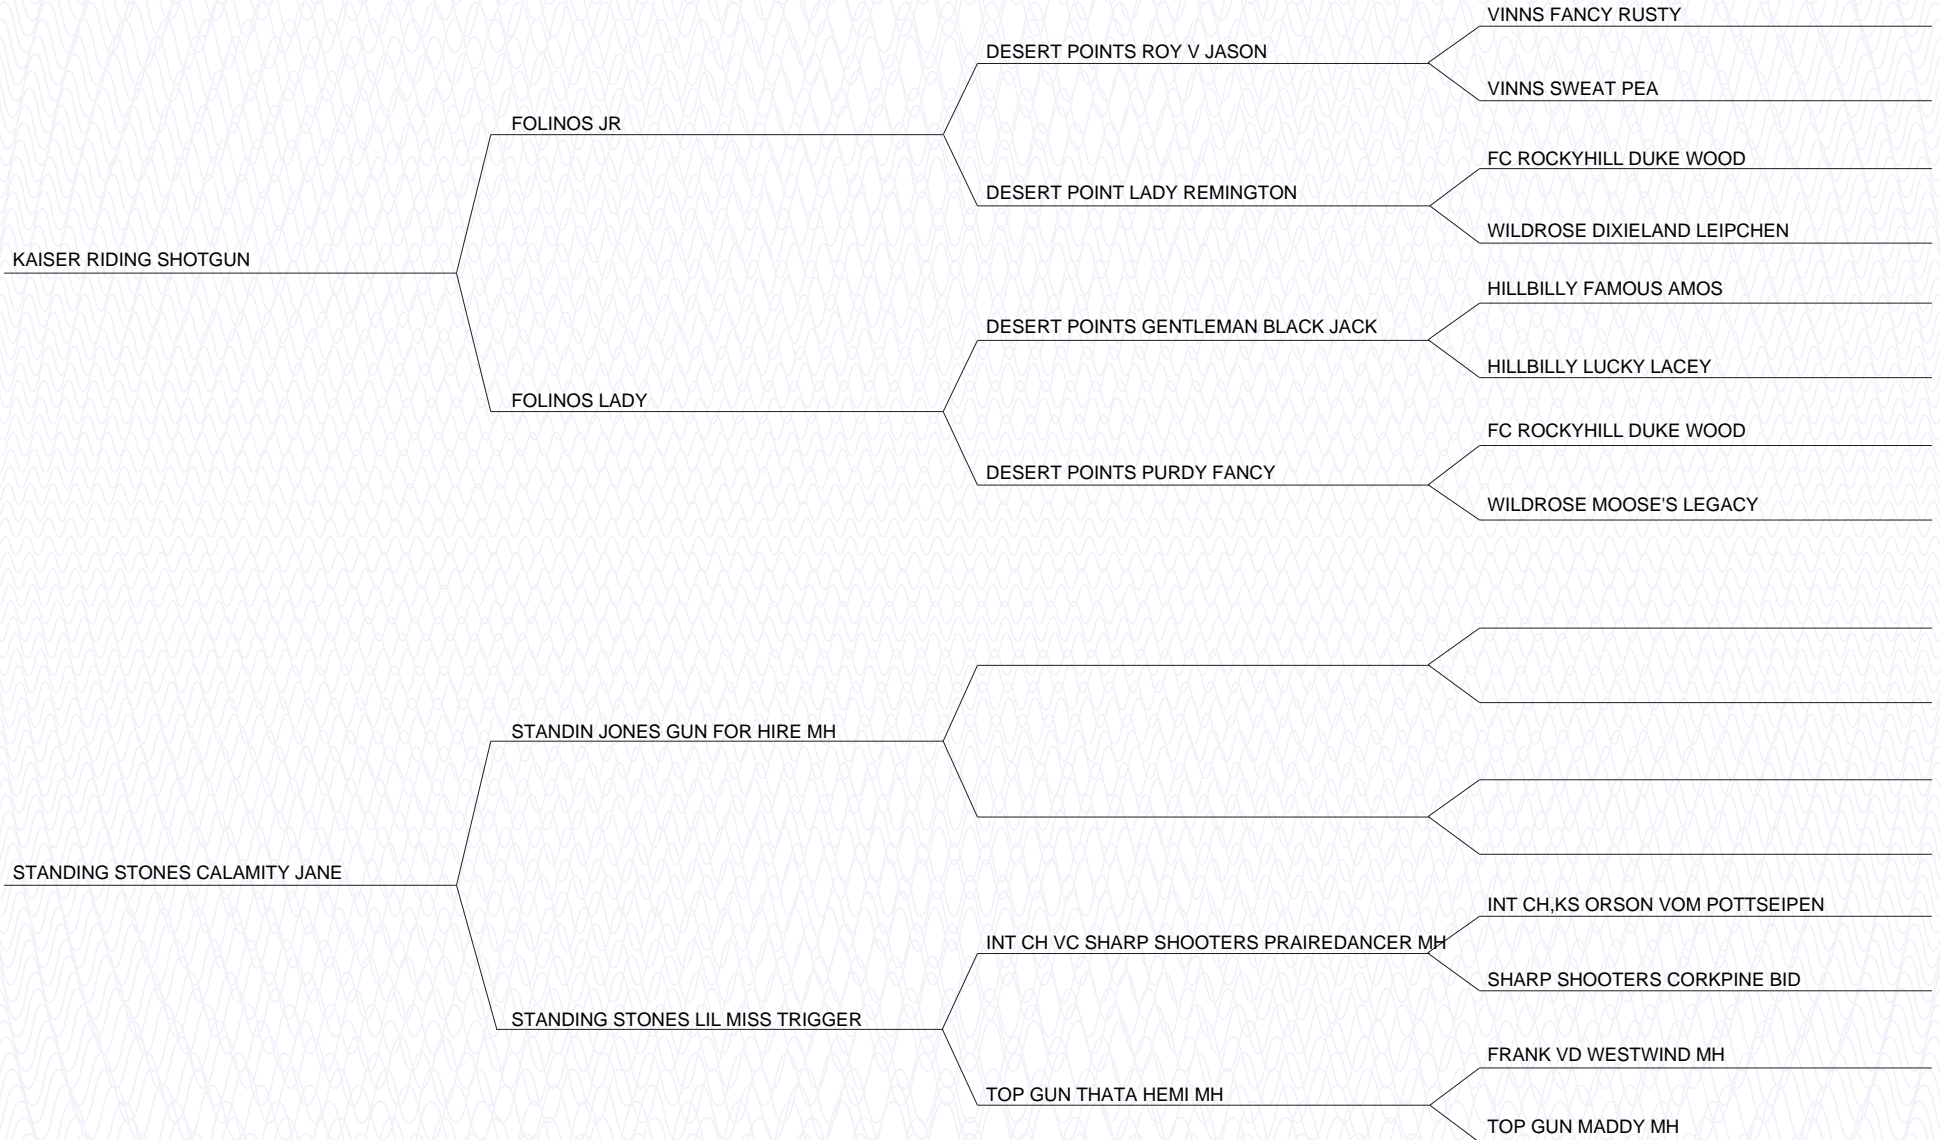 VINNS FANCY RUSTY
DESERT POINTS ROY V JASON
VINNS SWEAT PEA
FOLINOS JR
FC ROCKYHILL DUKE WOOD
DESERT POINT LADY REMINGTON
WILDROSE DIXIELAND LEIPCHEN
KAISER RIDING SHOTGUN
HILLBILLY FAMOUS AMOS
DESERT POINTS GENTLEMAN BLACK JACK
HILLBILLY LUCKY LACEY
FOLINOS LADY
FC ROCKYHILL DUKE WOOD
DESERT POINTS PURDY FANCY
WILDROSE MOOSE'S LEGACY
STANDIN JONES GUN FOR HIRE MH
STANDING STONES CALAMITY JANE
INT CH,KS ORSON VOM POTTSEIPEN
INT CH VC SHARP SHOOTERS PRAIREDANCER MH
SHARP SHOOTERS CORKPINE BID
STANDING STONES LIL MISS TRIGGER
FRANK VD WESTWIND MH
TOP GUN THATA HEMI MH
TOP GUN MADDY MH